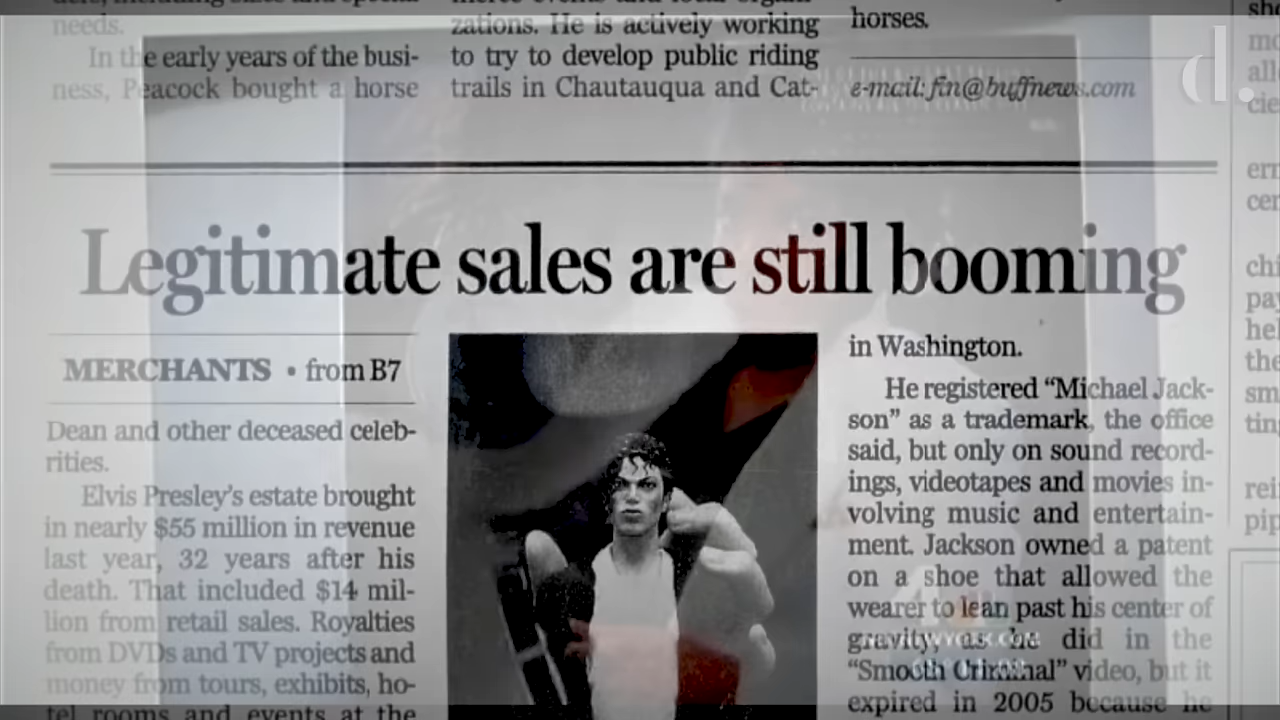 needs.
In the early years of the busi-
ness, Peacock bought a horse
zations. He is actively working
to try to develop public riding
trails in Chautauqua and Cat-
horses.
e-mail: fin@buffnews.com
d.
Legitimate sales are still booming
MERCHANTS • from B7
Dean and other deceased celeb-
rities.
Elvis Presley's estate brought
in nearly $55 million in revenue
last year, 32 years after his
death. That included $14 mil-
lion from retail sales. Royalties
from DVDs and TV projects and
money from tours, exhibits, ho-
tel rooms and events at the
in Washington.
He registered "Michael Jack-
son" as a trademark, the office
said, but only on sound record-
ings, videotapes and movies in-
volving music and entertain-
ment. Jackson owned a patent
on a shoe that allowed the
wearer to lean past his center of
gravity, as he did in the
"Smooth Criminal" video, but it
expired in 2005 because he